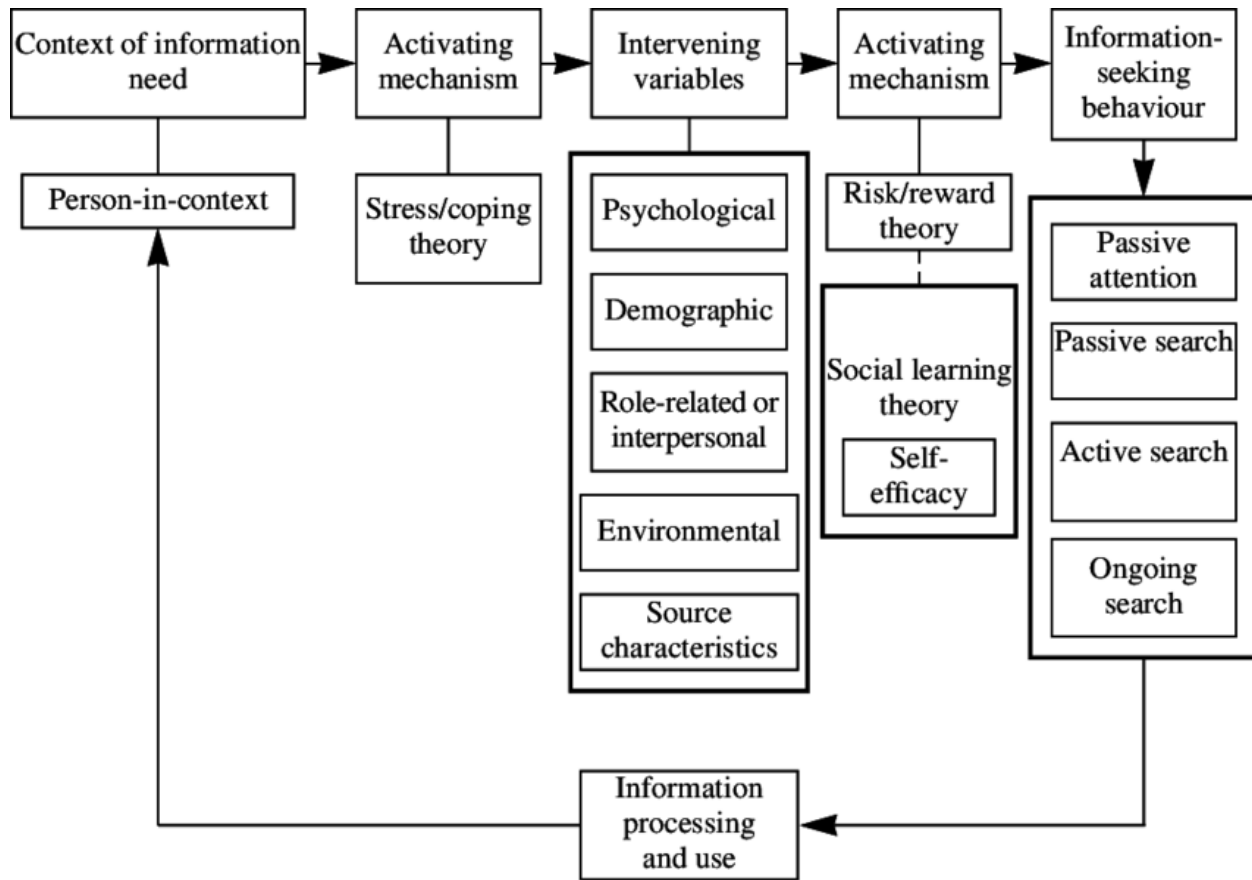 Context of information
need
Activating
mechanism
Intervening
variables
Activating
mechanism
Information-
seeking
behaviour
Person-in-context
Stress/coping
theory
Psychological
Demographic
Role-related or
interpersonal
Environmental
Source
characteristics
Risk/reward
theory
Social learning
theory
Self-
efficacy
Passive
attention
Passive search
Active search
Ongoing
search
Information
processing
and use